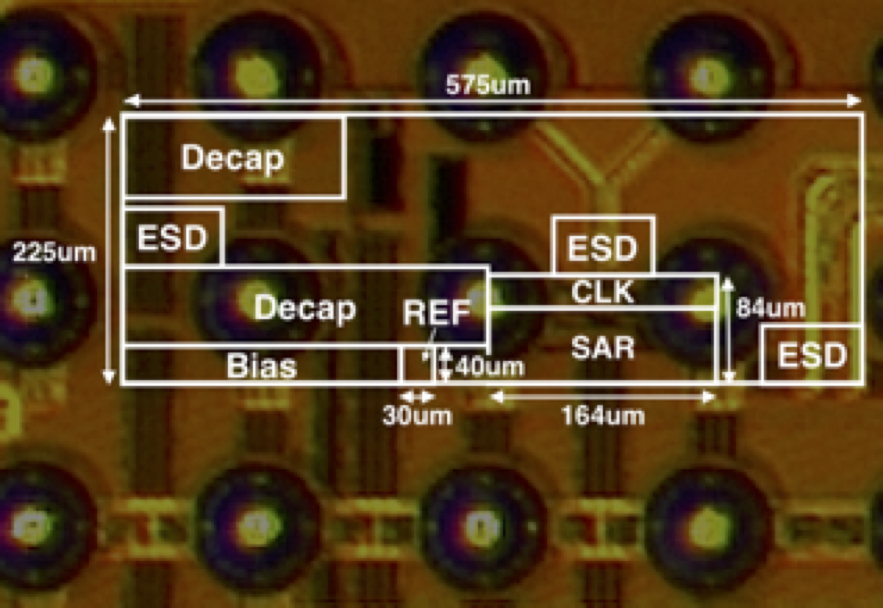 575um
Decap
ESD
225um
ESD
Decap
REF
CLK
84um
SAR
ESD
Bias
40um
30um
164um